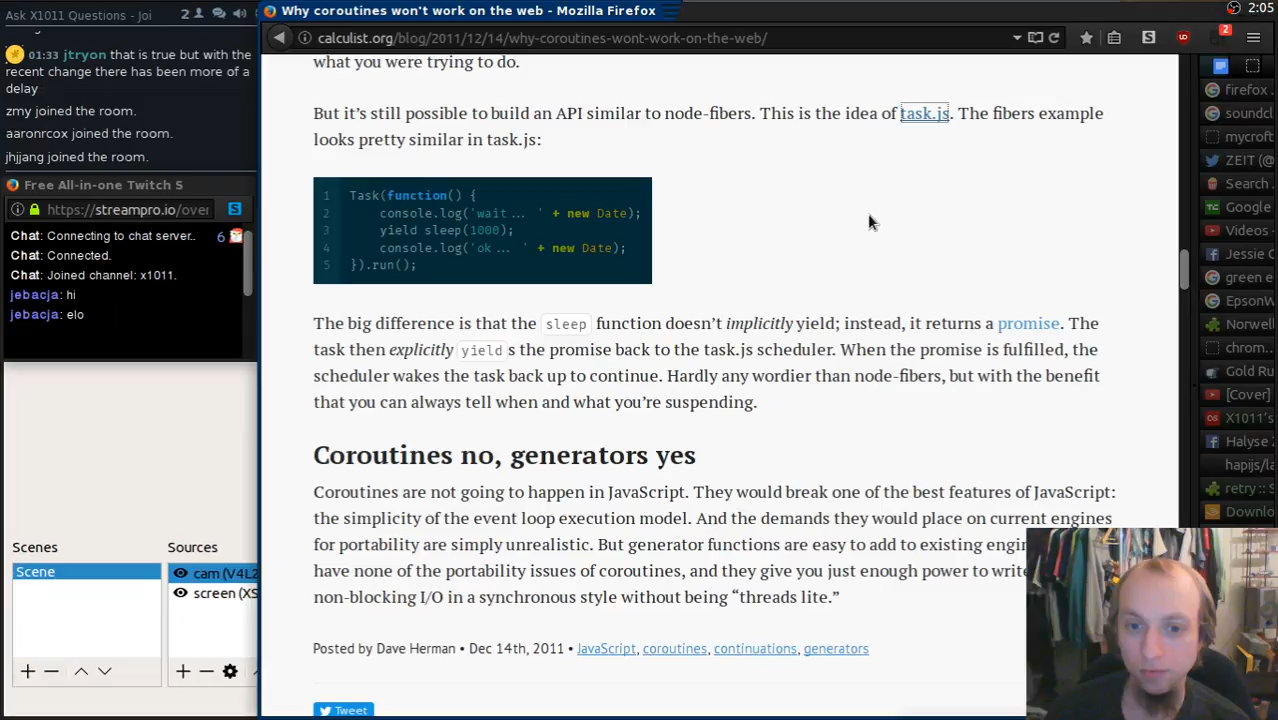 Ask X1011 Questions - Joi
2
01:33 jtryon that is true but with the
recent change there has been more of a
delay
zmy joined the room.
aaronrcox joined the room.
jhjjang joined the room.
Free All-in-one Twitch S
https://streampro.io/over
Chat: Connecting to chat server..
6
Chat: Connected.
Chat: Joined channel: x1011.
jebacja: hi
jebacja: elo
Scenes
Sources
Scene
cam (V4L2
screen (XS
Why coroutines won't work on the web - Mozilla Firefox
2:05
calculist.org/blog/2011/12/14/why-coroutines-wont-work-on-the-web/
2
what you were trying to do.
But it's still possible to build an API similar to node-fibers. This is the idea of task.js. The fibers example
looks pretty similar in task.js:
1 Task(function() {
2 console.log('wait... ' + new Date);
3 yield sleep(1000);
4 console.log('ok... ' + new Date);
5 }).run();
The big difference is that the sleep function doesn't implicitly yield; instead, it returns a promise. The
task then explicitly yields the promise back to the task.js scheduler. When the promise is fulfilled, the
scheduler wakes the task back up to continue. Hardly any wordier than node-fibers, but with the benefit
that you can always tell when and what you're suspending.
Coroutines no, generators yes
Coroutines are not going to happen in JavaScript. They would break one of the best features of JavaScript:
the simplicity of the event loop execution model. And the demands they would place on current engines
for portability are simply unrealistic. But generator functions are easy to add to existing engin
have none of the portability issues of coroutines, and they give you just enough power to write
non-blocking I/O in a synchronous style without being “threads lite.”
Posted by Dave Herman • Dec 14th, 2011 • JavaScript, coroutines, continuations, generators
Tweet
firefox
soundcl
mycroft
ZEIT (@
Search
Google
Videos -
Jessie C
green e
EpsonW
Norwell
chrom..
Gold Ru
[Cover]
X1011's
Halyse Z
hapijs/la
retry :: S
Downlo